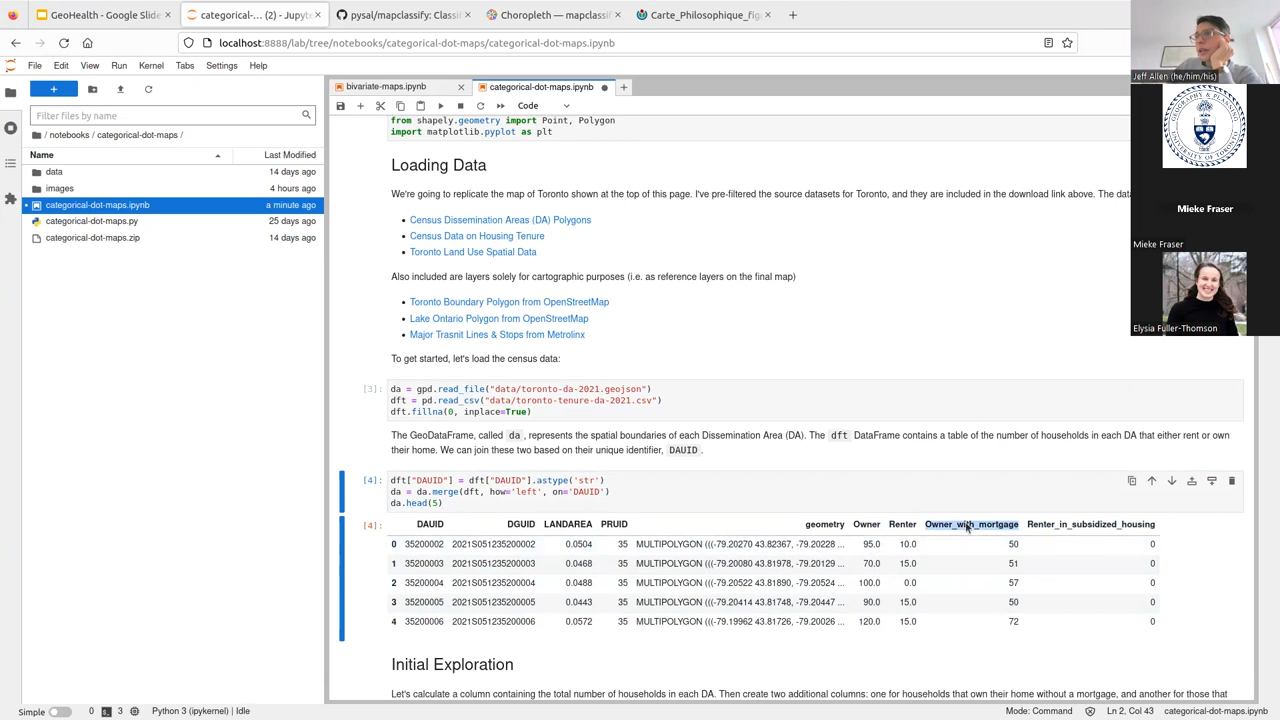 GeoHealth - Google Slide
categorical-... (2) - Jupyte
pysal/mapclassify: Classif
Choropleth — mapclassif
Carte_Philosophique_fig
localhost:8888/lab/tree/notebooks/categorical-dot-maps/categorical-dot-maps.ipynb
File Edit View Run Kernel Tabs Settings Help
Filter files by name
/ notebooks / categorical-dot-maps /
Name Last Modified
data 14 days ago
images 4 hours ago
categorical-dot-maps.ipynb a minute ago
categorical-dot-maps.py 25 days ago
categorical-dot-maps.zip 14 days ago
bivariate-maps.ipynb
categorical-dot-maps.ipynb
Code
from shapely.geometry import Point, Polygon
import matplotlib.pyplot as plt
Loading Data
We're going to replicate the map of Toronto shown at the top of this page. I've pre-filtered the source datasets for Toronto, and they are included in the download link above. The data
Census Dissemination Areas (DA) Polygons
Census Data on Housing Tenure
Toronto Land Use Spatial Data
Also included are layers solely for cartographic purposes (i.e. as reference layers on the final map)
Toronto Boundary Polygon from OpenStreetMap
Lake Ontario Polygon from OpenStreetMap
Major Trasnit Lines & Stops from Metrolinx
To get started, let's load the census data:
[3]: da = gpd.read_file("data/toronto-da-2021.geojson")
dft = pd.read_csv("data/toronto-tenure-da-2021.csv")
dft.fillna(0, inplace=True)
The GeoDataFrame, called da , represents the spatial boundaries of each Dissemination Area (DA). The dft DataFrame contains a table of the number of households in each DA that either rent or own
their home. We can join these two based on their unique identifier, DAUID .
[4]: dft["DAUID"] = dft["DAUID"].astype('str')
da = da.merge(dft, how='left', on='DAUID')
da.head(5)
[4]: DAUID DGUID LANDAREA PRUID geometry Owner Renter Owner_with_mortgage Renter_in_subsidized_housing
0 35200002 2021S051235200002 0.0504 35 MULTIPOLYGON (((-79.20270 43.82367, -79.20228 ... 95.0 10.0 50 0
1 35200003 2021S051235200003 0.0468 35 MULTIPOLYGON (((-79.20080 43.81978, -79.20129 ... 70.0 15.0 51 0
2 35200004 2021S051235200004 0.0488 35 MULTIPOLYGON (((-79.20522 43.81890, -79.20524 ... 100.0 0.0 57 0
3 35200005 2021S051235200005 0.0443 35 MULTIPOLYGON (((-79.20414 43.81748, -79.20447 ... 90.0 15.0 50 0
4 35200006 2021S051235200006 0.0572 35 MULTIPOLYGON (((-79.19962 43.81726, -79.20026 ... 120.0 15.0 72 0
Initial Exploration
Let's calculate a column containing the total number of households in each DA. Then create two additional columns: one for households that own their home without a mortgage, and another for those that
Simple 0 3 Python 3 (ipykernel) | Idle Mode: Command Ln 2, Col 43 categorical-dot-maps.ipynb
Jeff Allen (he/him/his)
GEOGRAPHY & PLANNING
UNIVERSITY OF TORONTO
Mieke Fraser
Mieke Fraser
Elysia Fuller-Thomson